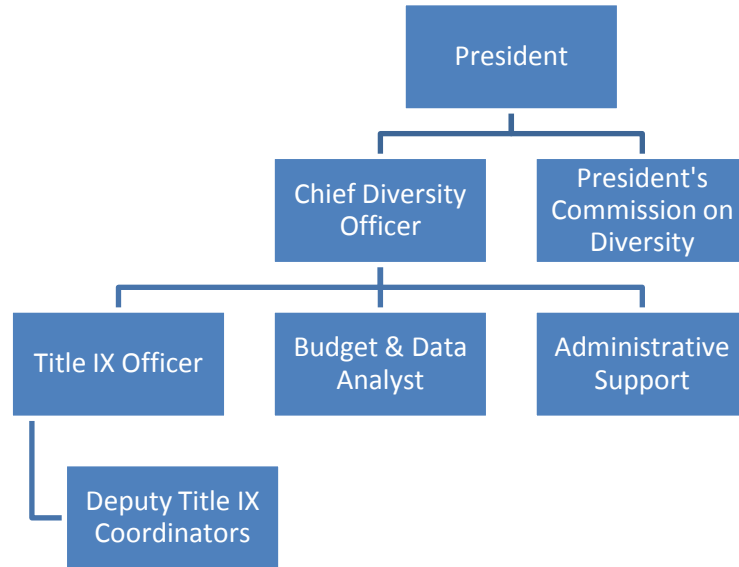 President
Chief Diversity
Officer
President's
Commission on
Diversity
Title IX Officer
Budget & Data
Analyst
Administrative
Support
Deputy Title IX
Coordinators